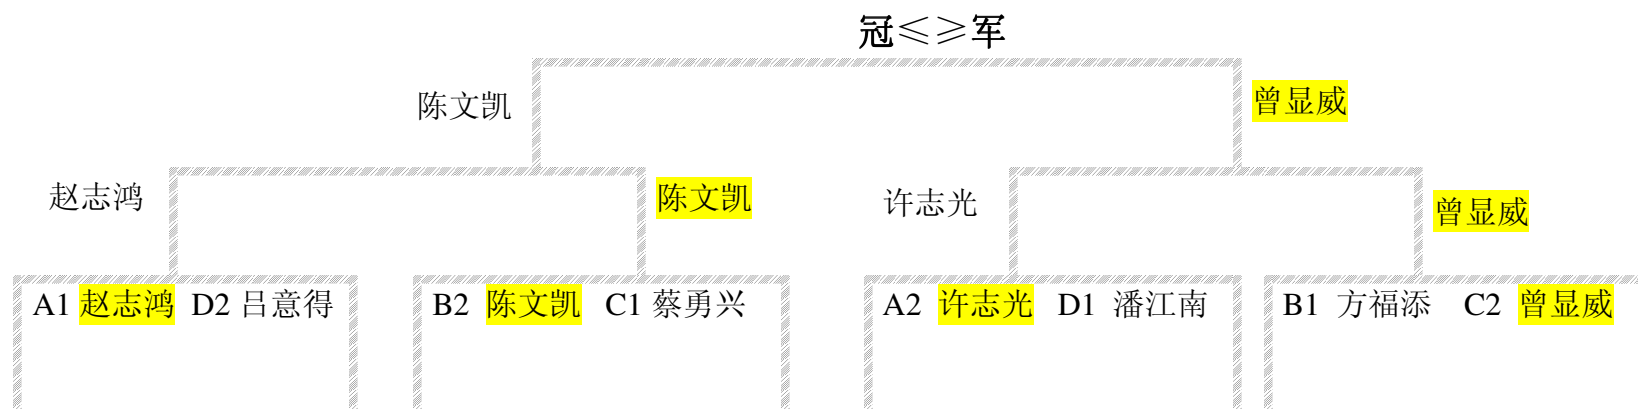 冠≤≥军
陈文凯 曾显威
赵志鸿 陈文凯 许志光 曾显威
A1 赵志鸿 D2 吕意得 B2 陈文凯 C1 蔡勇兴 A2 许志光 D1 潘江南 B1 方福添 C2 曾显威